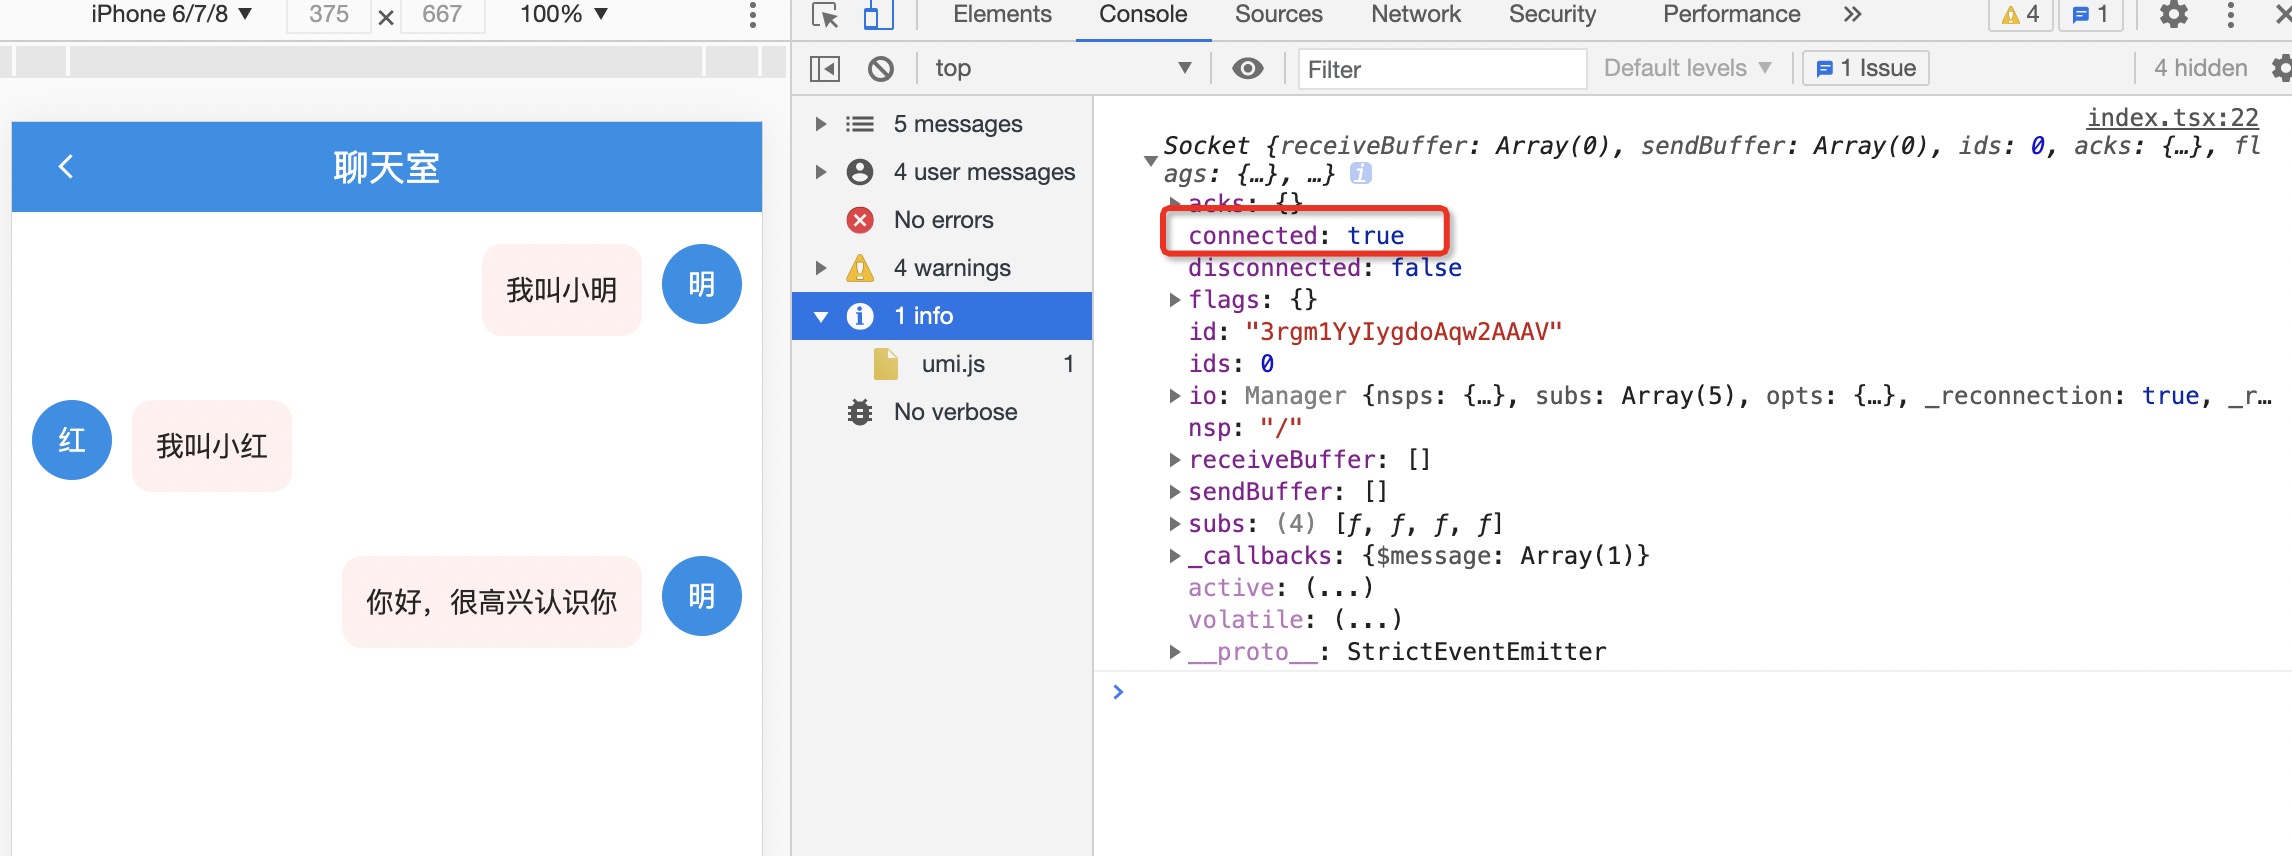 iPhone 6/7/8 ▼ 375 × 667 100% ▼
聊天室
我叫小明
明
红
我叫小红
你好，很高兴认识你
明
Elements Console Sources Network Security Performance » 4 1
top ▼ Filter Default levels ▼ 1 Issue 4 hidden
5 messages
4 user messages
No errors
4 warnings
1 info
umi.js 1
No verbose
index.tsx:22
Socket {receiveBuffer: Array(0), sendBuffer: Array(0), ids: 0, acks: {…}, fl
ags: {…}, …} i
acks: {}
connected: true
disconnected: false
flags: {}
id: "3rgm1YyIygdoAqw2AAAV"
ids: 0
io: Manager {nsps: {…}, subs: Array(5), opts: {…}, _reconnection: true, _r…
nsp: "/"
receiveBuffer: []
sendBuffer: []
subs: (4) [ƒ, ƒ, ƒ, ƒ]
_callbacks: {$message: Array(1)}
active: (...)
volatile: (...)
__proto__: StrictEventEmitter